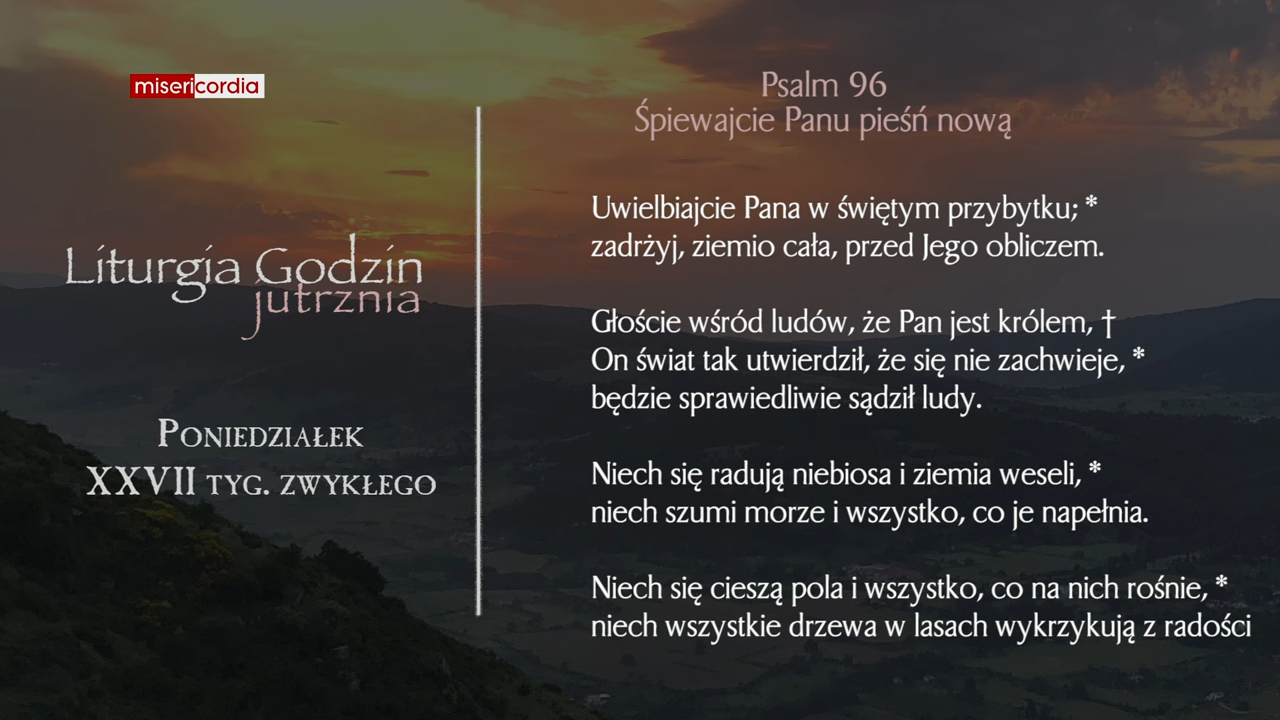 misericordia
Liturgia Godzin
jutrznia
Poniedziałek
XXVII tyg. zwykłego
Psalm 96
Śpiewajcie Panu pieśń nową
Uwielbiajcie Pana w świętym przybytku; *
zadrżyj, ziemio cała, przed Jego obliczem.
Głoście wśród ludów, że Pan jest królem, †
On świat tak utwierdził, że się nie zachwieje, *
będzie sprawiedliwie sądził ludy.
Niech się radują niebiosa i ziemia weseli, *
niech szumi morze i wszystko, co je napełnia.
Niech się cieszą pola i wszystko, co na nich rośnie, *
niech wszystkie drzewa w lasach wykrzykują z radości